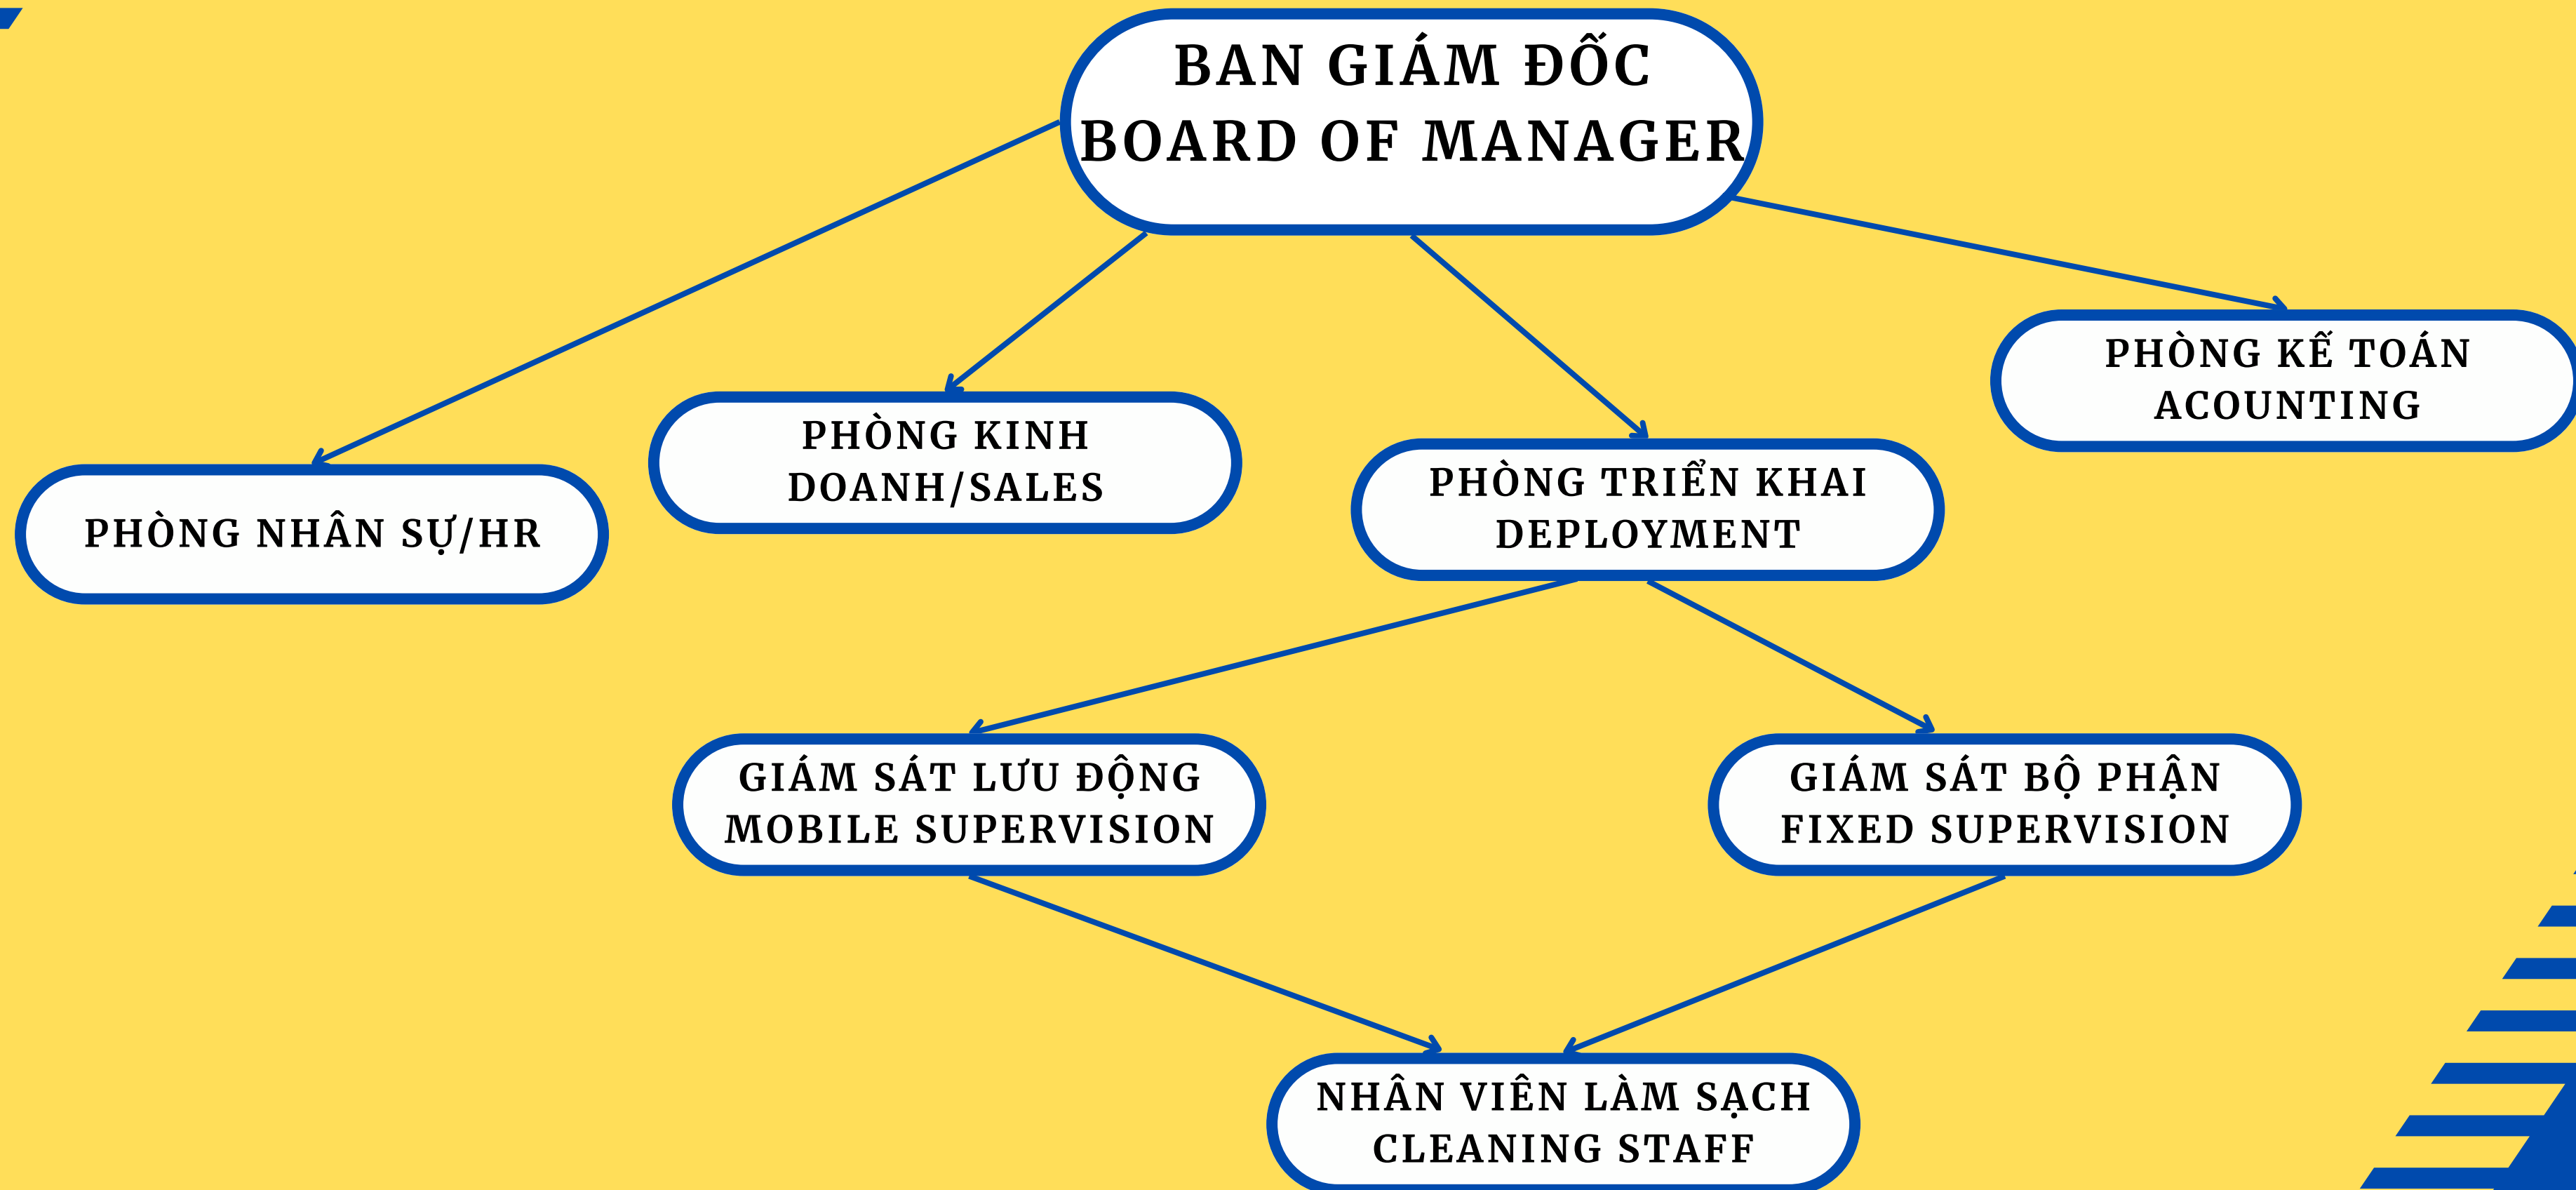 BAN GIÁM ĐỐC
BOARD OF MANAGER
PHÒNG KẾ TOÁN
ACOUNTING
PHÒNG KINH
DOANH/SALES
PHÒNG TRIỂN KHAI
DEPLOYMENT
PHÒNG NHÂN SỰ/HR
GIÁM SÁT LƯU ĐỘNG
MOBILE SUPERVISION
GIÁM SÁT BỘ PHẬN
FIXED SUPERVISION
NHÂN VIÊN LÀM SẠCH
CLEANING STAFF